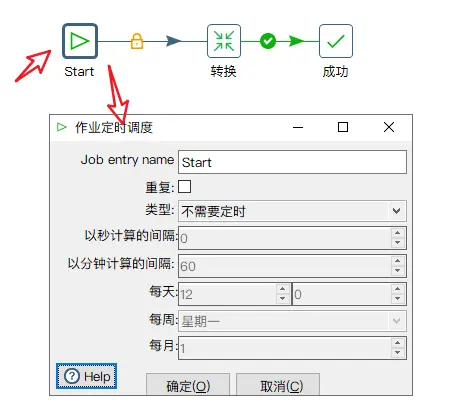 Start 转换 成功
作业定时调度
Job entry name Start
重复:
类型: 不需要定时
以秒计算的间隔: 0
以分钟计算的间隔: 60
每天: 12 0
每周: 星期一
每月: 1
Help
确定(O) 取消(C)